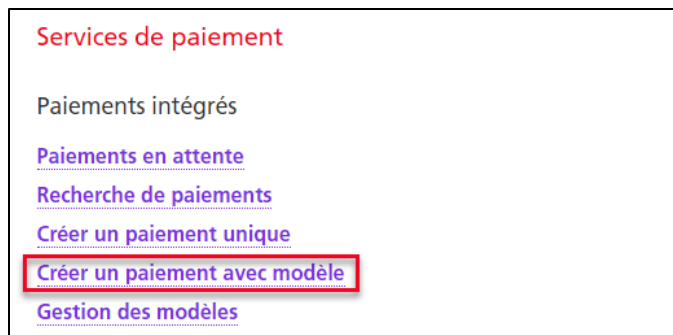 Services de paiement
Paiements intégrés
Paiements en attente
Recherche de paiements
Créer un paiement unique
Créer un paiement avec modèle
Gestion des modèles